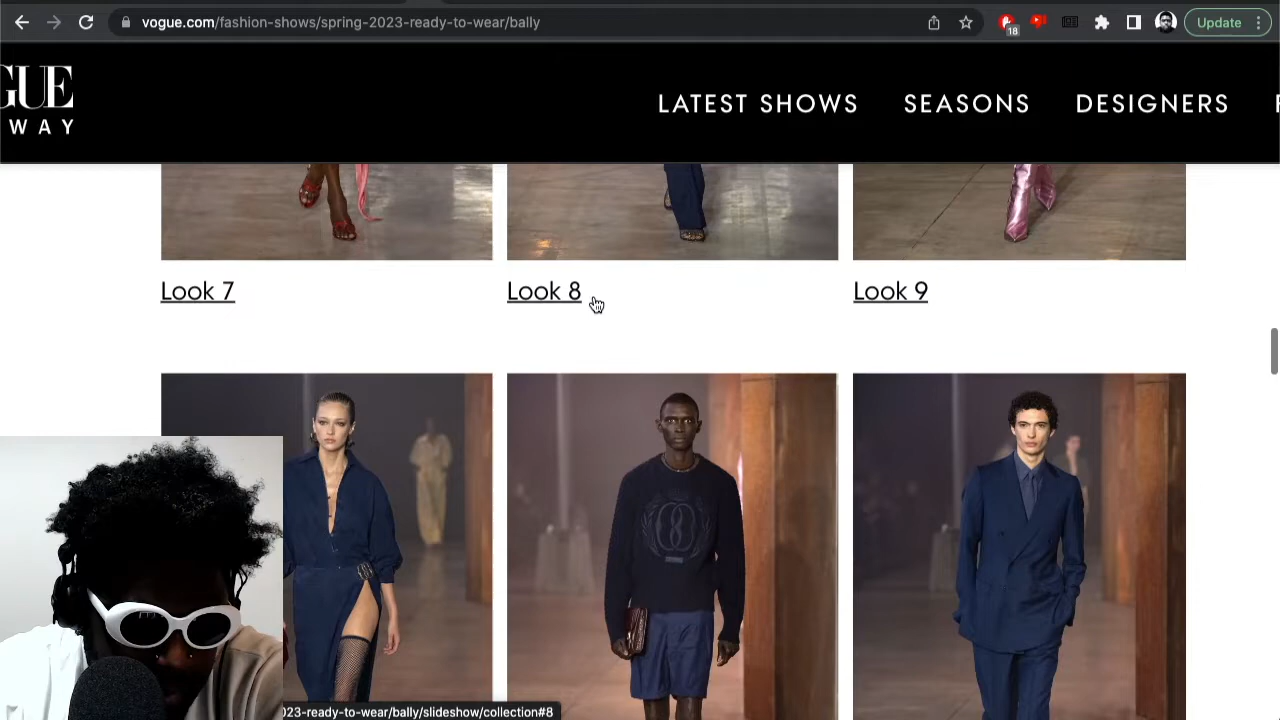 vogue.com/fashion-shows/spring-2023-ready-to-wear/bally
18
Update
GUE
WAY
LATEST SHOWS
SEASONS
DESIGNERS
Look 7
Look 8
Look 9
023-ready-to-wear/bally/slideshow/collection#8